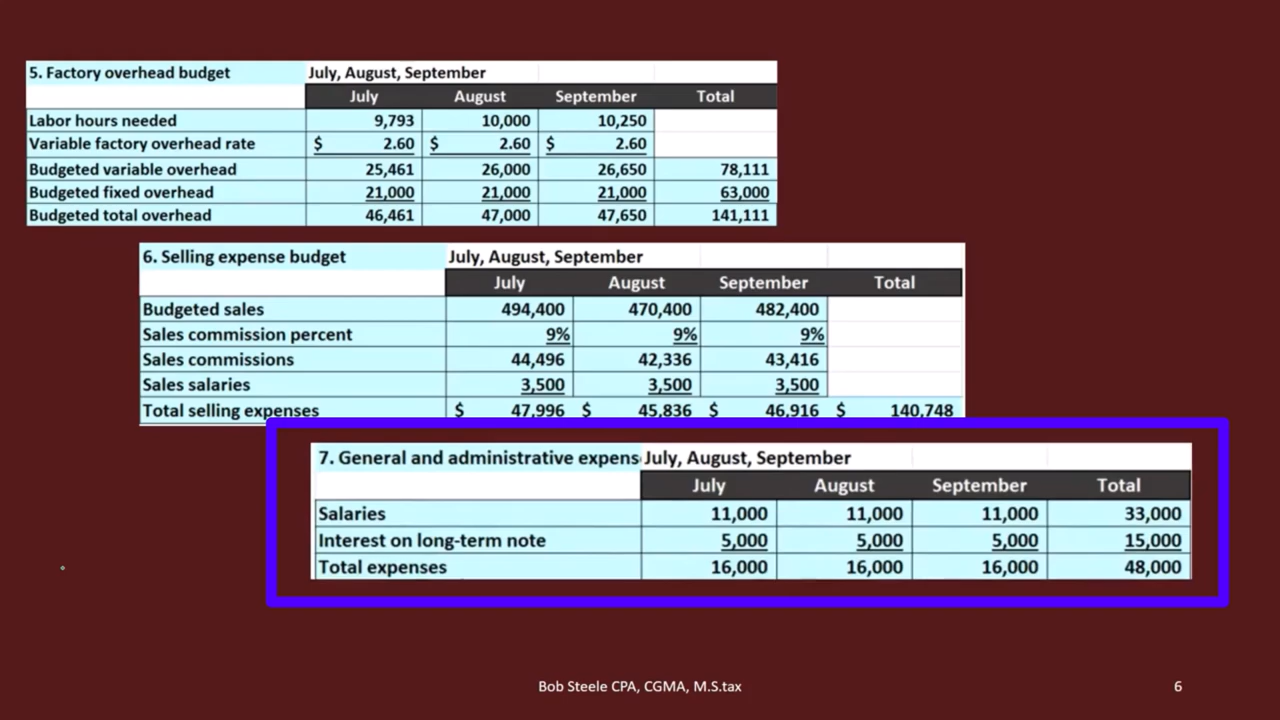 5. Factory overhead budget July, August, September
July August September Total
Labor hours needed 9,793 10,000 10,250
Variable factory overhead rate $ 2.60 $ 2.60 $ 2.60
Budgeted variable overhead 25,461 26,000 26,650 78,111
Budgeted fixed overhead 21,000 21,000 21,000 63,000
Budgeted total overhead 46,461 47,000 47,650 141,111
6. Selling expense budget July, August, September
July August September Total
Budgeted sales 494,400 470,400 482,400
Sales commission percent 9% 9% 9%
Sales commissions 44,496 42,336 43,416
Sales salaries 3,500 3,500 3,500
Total selling expenses $ 47,996 $ 45,836 $ 46,916 $ 140,748
7. General and administrative expens July, August, September
July August September Total
Salaries 11,000 11,000 11,000 33,000
Interest on long-term note 5,000 5,000 5,000 15,000
Total expenses 16,000 16,000 16,000 48,000
Bob Steele CPA, CGMA, M.S.tax 6